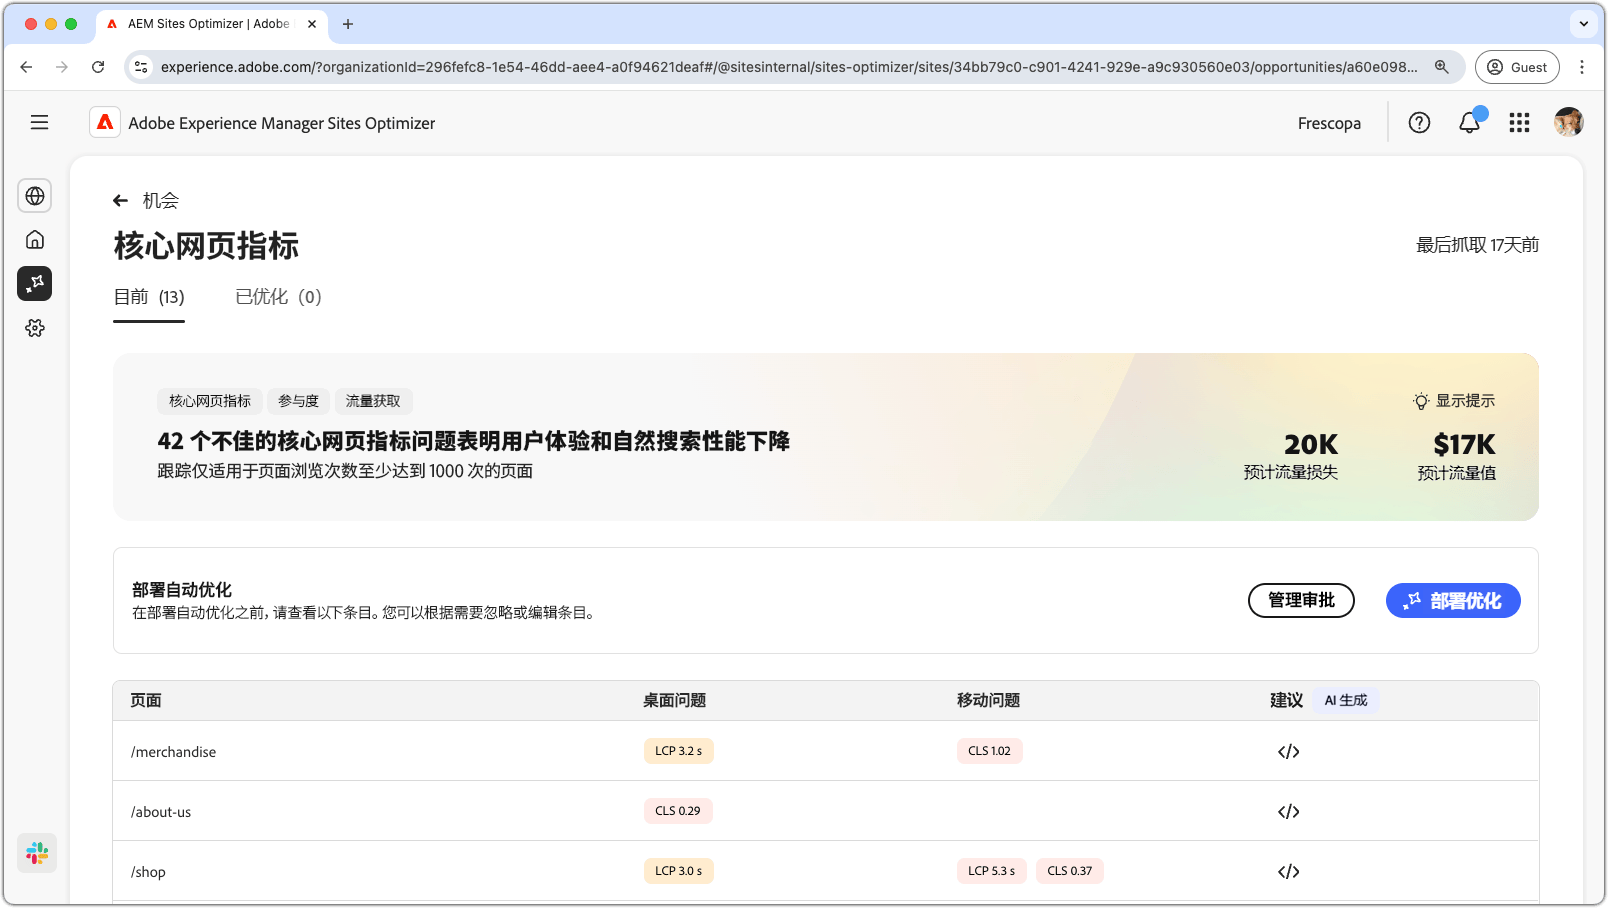 AEM Sites Optimizer | Adobe
experience.adobe.com/?organizationId=296fefc8-1e54-46dd-aee4-a0f94621deaf#/@sitesinternal/sites-optimizer/sites/34bb79c0-c901-4241-929e-a9c930560e03/opportunities/a60e098...
Guest
Adobe Experience Manager Sites Optimizer
Frescopa
机会
核心网页指标
最后抓取 17天前
目前 (13)
已优化 (0)
核心网页指标 参与度 流量获取
显示提示
42 个不佳的核心网页指标问题表明用户体验和自然搜索性能下降
跟踪仅适用于页面浏览次数至少达到 1000 次的页面
20K
预计流量损失
$17K
预计流量值
部署自动优化
在部署自动优化之前，请查看以下条目。您可以根据需要忽略或编辑条目。
管理审批
部署优化
页面 桌面问题 移动问题 建议 AI 生成
/merchandise LCP 3.2 s CLS 1.02
/about-us CLS 0.29
/shop LCP 3.0 s LCP 5.3 s CLS 0.37